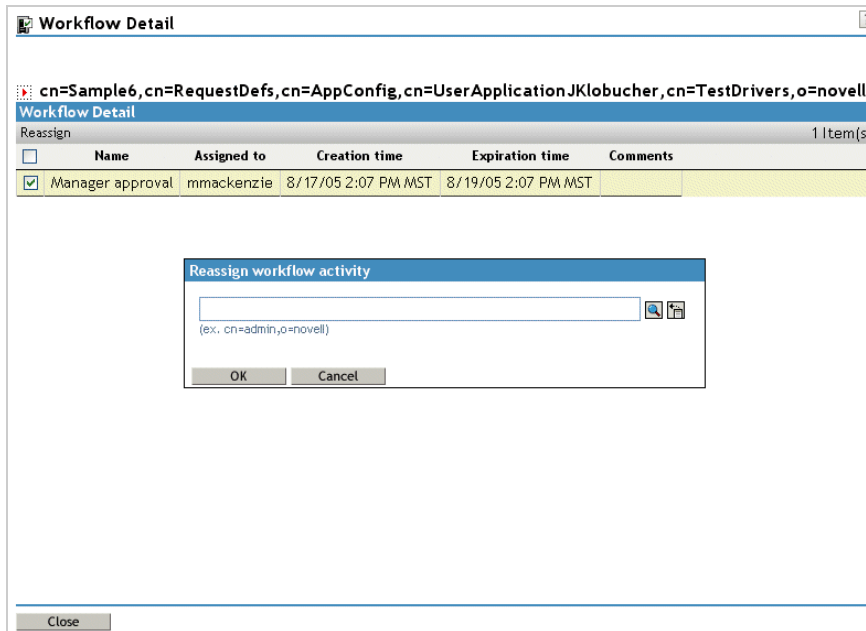 Workflow Detail
cn=Sample6,cn=RequestDefs,cn=AppConfig,cn=UserApplicationJKlobucher,cn=TestDrivers,o=novell
Workflow Detail
Reassign 1 Item(s
Name Assigned to Creation time Expiration time Comments
Manager approval mmackenzie 8/17/05 2:07 PM MST 8/19/05 2:07 PM MST
Reassign workflow activity
(ex. cn=admin,o=novell)
OK Cancel
Close